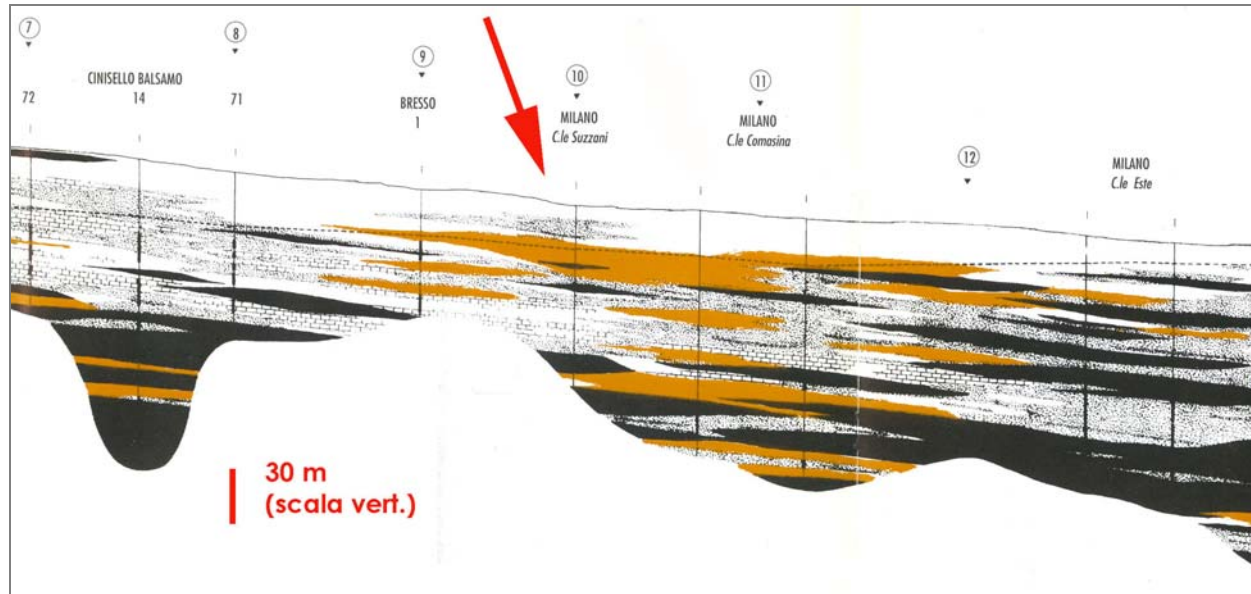 7
8
9
10
11
12
CINISELLO BALSAMO
72 14 71
BRESSO
1
MILANO
C.le Suzzani
MILANO
C.le Comasina
MILANO
C.le Este
30 m
(scala vert.)